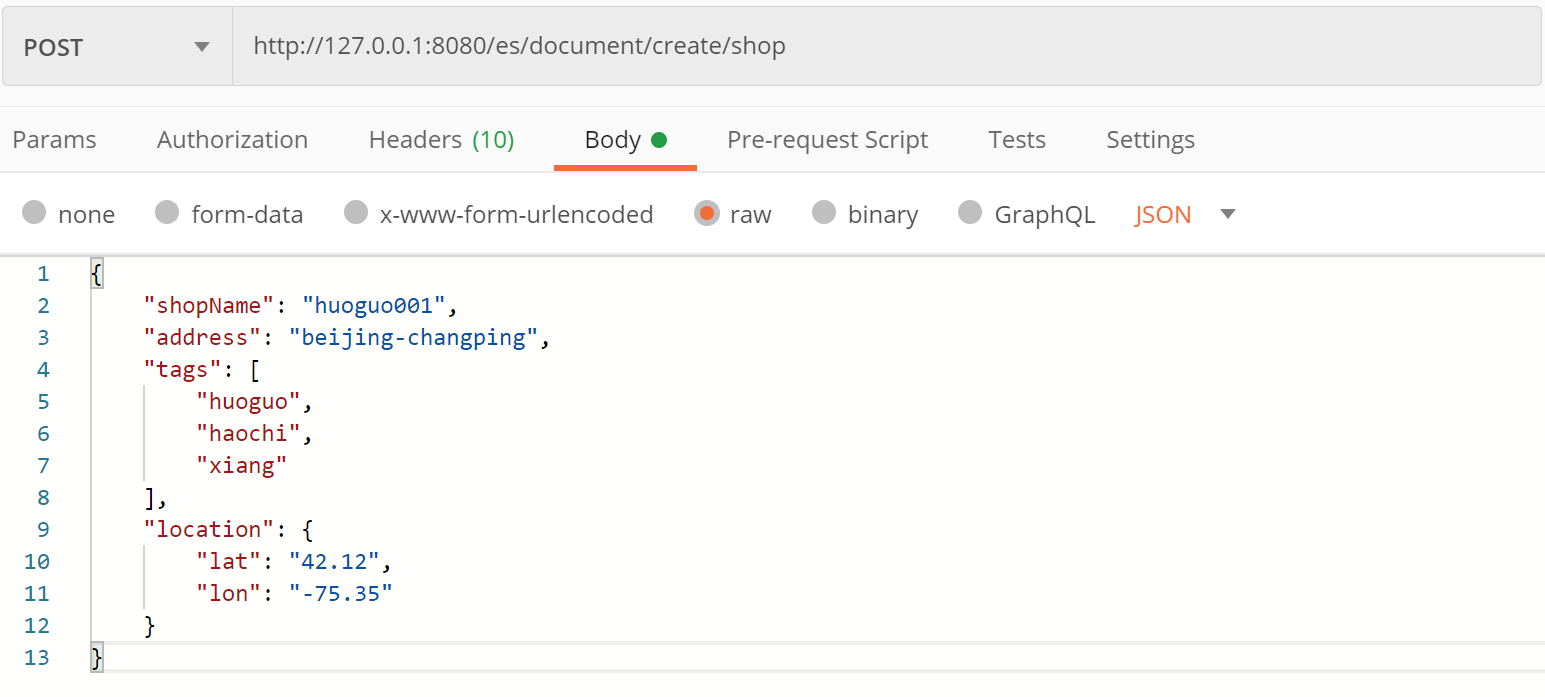 POST http://127.0.0.1:8080/es/document/create/shop
Params Authorization Headers (10) Body Pre-request Script Tests Settings
none form-data x-www-form-urlencoded raw binary GraphQL JSON
1 {
2     "shopName": "huoguo001",
3     "address": "beijing-changping",
4     "tags": [
5         "huoguo",
6         "haochi",
7         "xiang"
8     ],
9     "location": {
10         "lat": "42.12",
11         "lon": "-75.35"
12     }
13 }